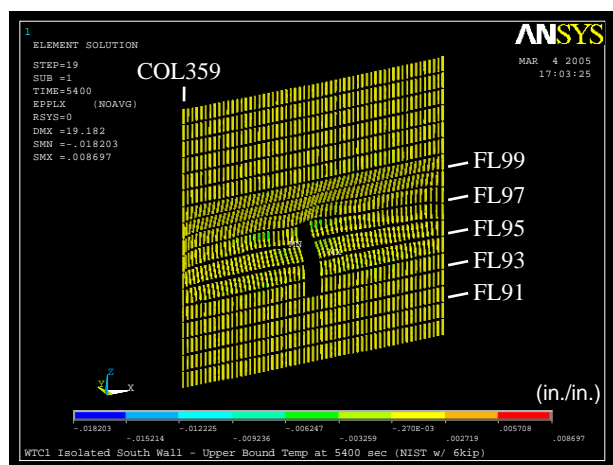 1
ANSYS
ELEMENT SOLUTION
MAR 4 2005
17:03:25
STEP=19
SUB =1
TIME=5400
EPPLX (NOAVG)
RSYS=0
DMX=19.182
SMN=-.018203
SMX=.008697
COL359
FL99
FL97
FL95
FL93
FL91
MN
MX
Z
Y
X
(in./in.)
-.018203 -.012225 -.006247 -.270E-03 .005708
-.015214 -.009236 -.003259 .002719 .008697
WTC1 Isolated South Wall - Upper Bound Temp at 5400 sec (NIST w/ 6kip)